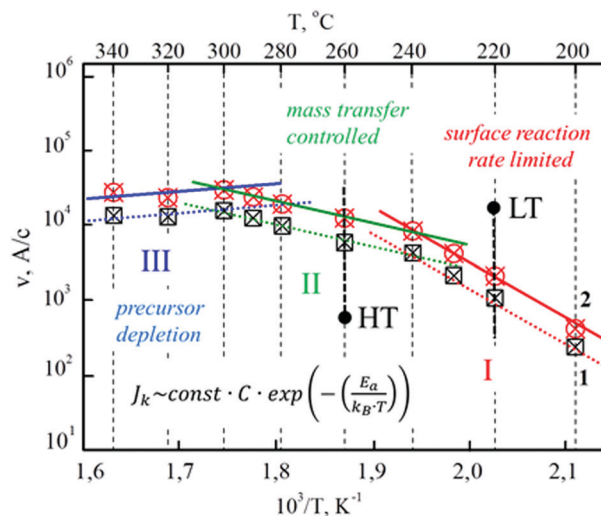 T, °C
340 320 300 280 260 240 220 200
10⁶
10⁵
10⁴
10³
10²
10¹
ν, A/c
mass transfer
controlled
surface reaction
rate limited
LT
III
II
HT
precursor
depletion
I
2
1
J_k~const · C · exp(−(E_a/(k_B·T)))
1,6 1,7 1,8 1,9 2,0 2,1
10³/T, K⁻¹